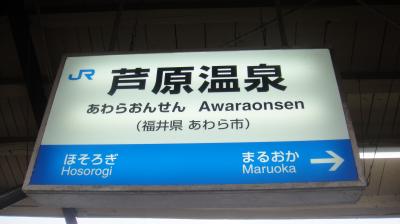 JR
芦原温泉
あわらおんせん Awaraonsen
(福井県 あわら市)
ほそろぎ まるおか
Hosorogi Maruoka